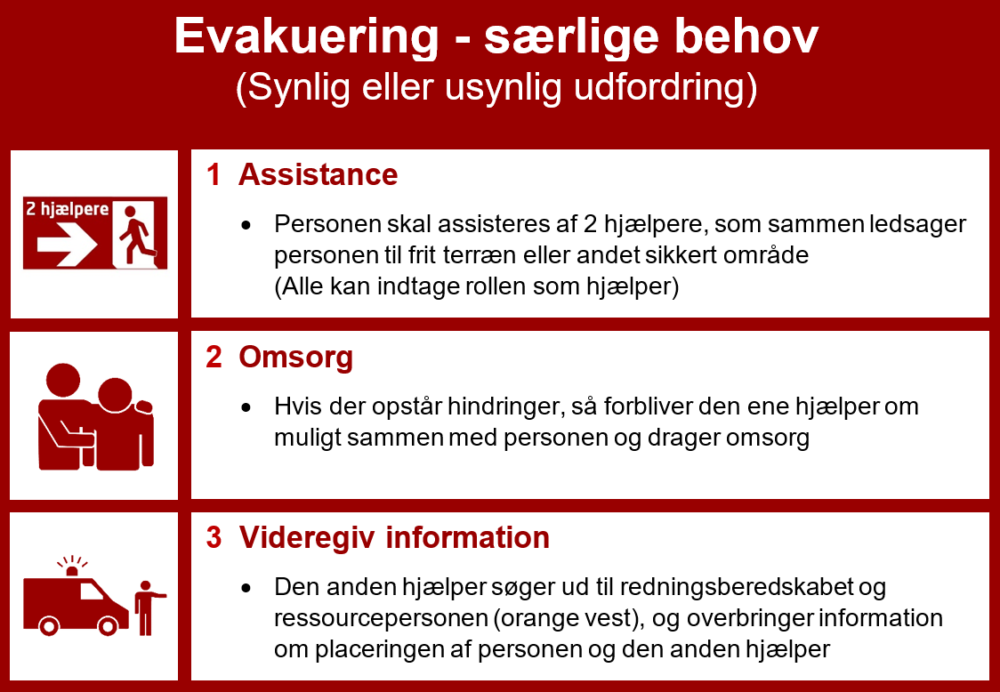 Evakuering - særlige behov
(Synlig eller usynlig udfordring)
2 hjælpere
1 Assistance
• Personen skal assisteres af 2 hjælpere, som sammen ledsager
personen til frit terræn eller andet sikkert område
(Alle kan indtage rollen som hjælper)
2 Omsorg
• Hvis der opstår hindringer, så forbliver den ene hjælper om
muligt sammen med personen og drager omsorg
3 Videregiv information
• Den anden hjælper søger ud til redningsberedskabet og
ressourcepersonen (orange vest), og overbringer information
om placeringen af personen og den anden hjælper